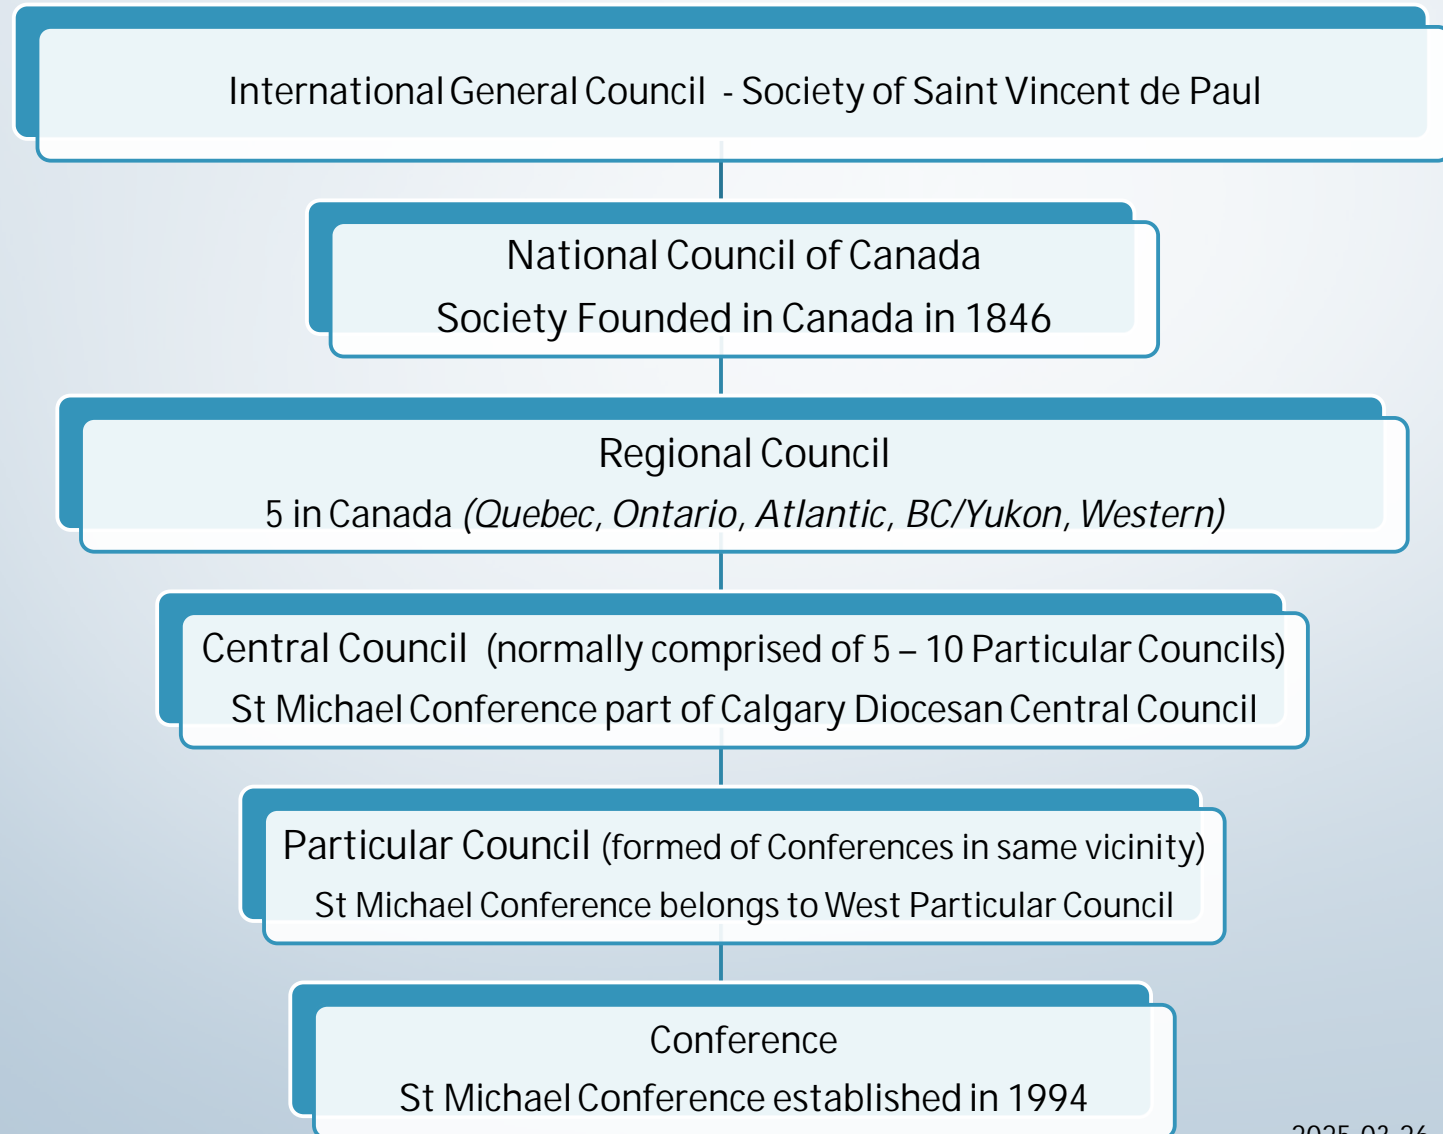 International General Council - Society of Saint Vincent de Paul
National Council of Canada
Society Founded in Canada in 1846
Regional Council
5 in Canada (Quebec, Ontario, Atlantic, BC/Yukon, Western)
Central Council (normally comprised of 5 – 10 Particular Councils)
St Michael Conference part of Calgary Diocesan Central Council
Particular Council (formed of Conferences in same vicinity)
St Michael Conference belongs to West Particular Council
Conference
St Michael Conference established in 1994
2025-03-26